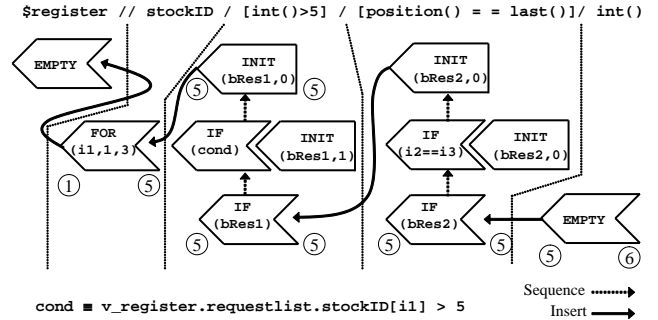 $register // stockID / [int()>5] / [position() = = last()]/ int()
EMPTY
INIT
(bRes1,0)
INIT
(bRes2,0)
5
5
FOR
(i1,1,3)
IF
(cond)
INIT
(bRes1,1)
IF
(i2==i3)
INIT
(bRes2,0)
1
5
IF
(bRes1)
IF
(bRes2)
EMPTY
5
5
5
5
5
6
cond ≡ v_register.requestlist.stockID[i1] > 5
Sequence
Insert